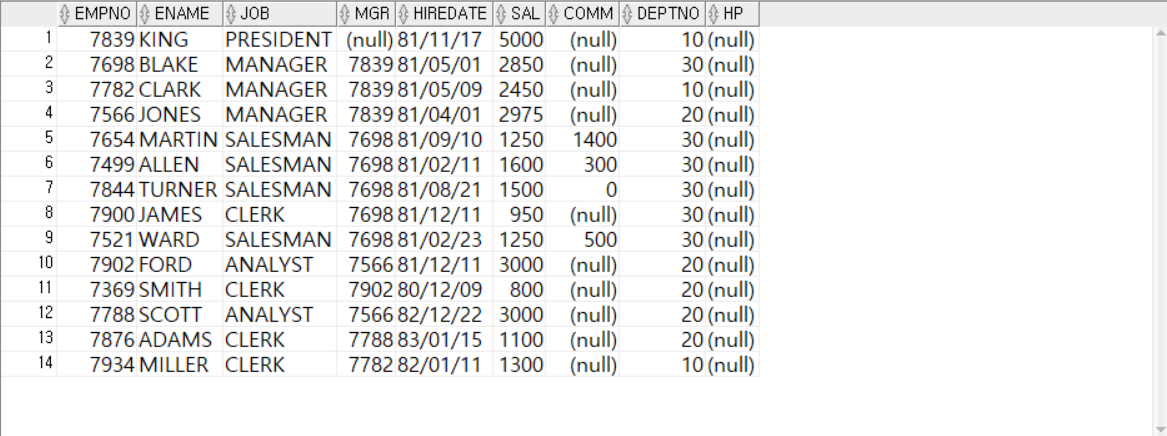 EMPNO ENAME JOB MGR HIREDATE SAL COMM DEPTNO HP
1 7839 KING PRESIDENT (null) 81/11/17 5000 (null) 10 (null)
2 7698 BLAKE MANAGER 7839 81/05/01 2850 (null) 30 (null)
3 7782 CLARK MANAGER 7839 81/05/09 2450 (null) 10 (null)
4 7566 JONES MANAGER 7839 81/04/01 2975 (null) 20 (null)
5 7654 MARTIN SALESMAN 7698 81/09/10 1250 1400 30 (null)
6 7499 ALLEN SALESMAN 7698 81/02/11 1600 300 30 (null)
7 7844 TURNER SALESMAN 7698 81/08/21 1500 0 30 (null)
8 7900 JAMES CLERK 7698 81/12/11 950 (null) 30 (null)
9 7521 WARD SALESMAN 7698 81/02/23 1250 500 30 (null)
10 7902 FORD ANALYST 7566 81/12/11 3000 (null) 20 (null)
11 7369 SMITH CLERK 7902 80/12/09 800 (null) 20 (null)
12 7788 SCOTT ANALYST 7566 82/12/22 3000 (null) 20 (null)
13 7876 ADAMS CLERK 7788 83/01/15 1100 (null) 20 (null)
14 7934 MILLER CLERK 7782 82/01/11 1300 (null) 10 (null)